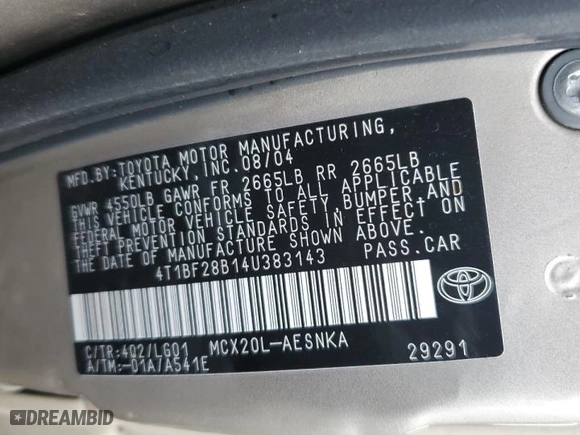 MFD.BY: TOYOTA MOTOR MANUFACTURING,
KENTUCKY, INC. 08/04
GVWR 4550LB GAWR FR 2665LB RR 2665LB
THIS VEHICLE CONFORMS TO ALL APPLICABLE
FEDERAL MOTOR VEHICLE SAFETY, BUMPER, AND
THEFT PREVENTION STANDARDS IN EFFECT ON
THE DATE OF MANUFACTURE SHOWN ABOVE.
4T1BF28B14U383143 PASS.CAR
C/TR: 4Q2/LG01 MCX20L-AESNKA
A/TM: -01A/A541E 29291
TOYOTA
DREAMBID